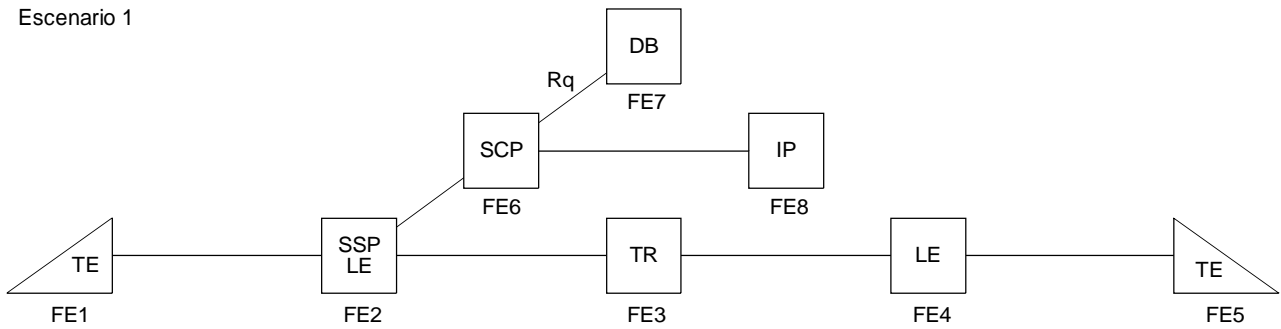 Escenario 1
DB
Rq
FE7
SCP
IP
FE6
FE8
SSP
LE
TE
TR
LE
TE
FE1
FE2
FE3
FE4
FE5